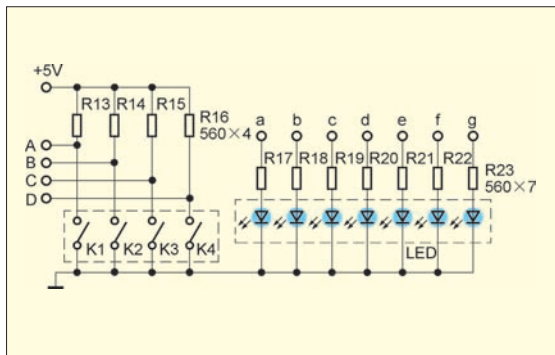 +5V
R13 R14 R15
R16
560×4
A
B
C
D
K1 K2 K3 K4
a b c d e f g
R17 R18 R19 R20 R21 R22
R23
560×7
LED